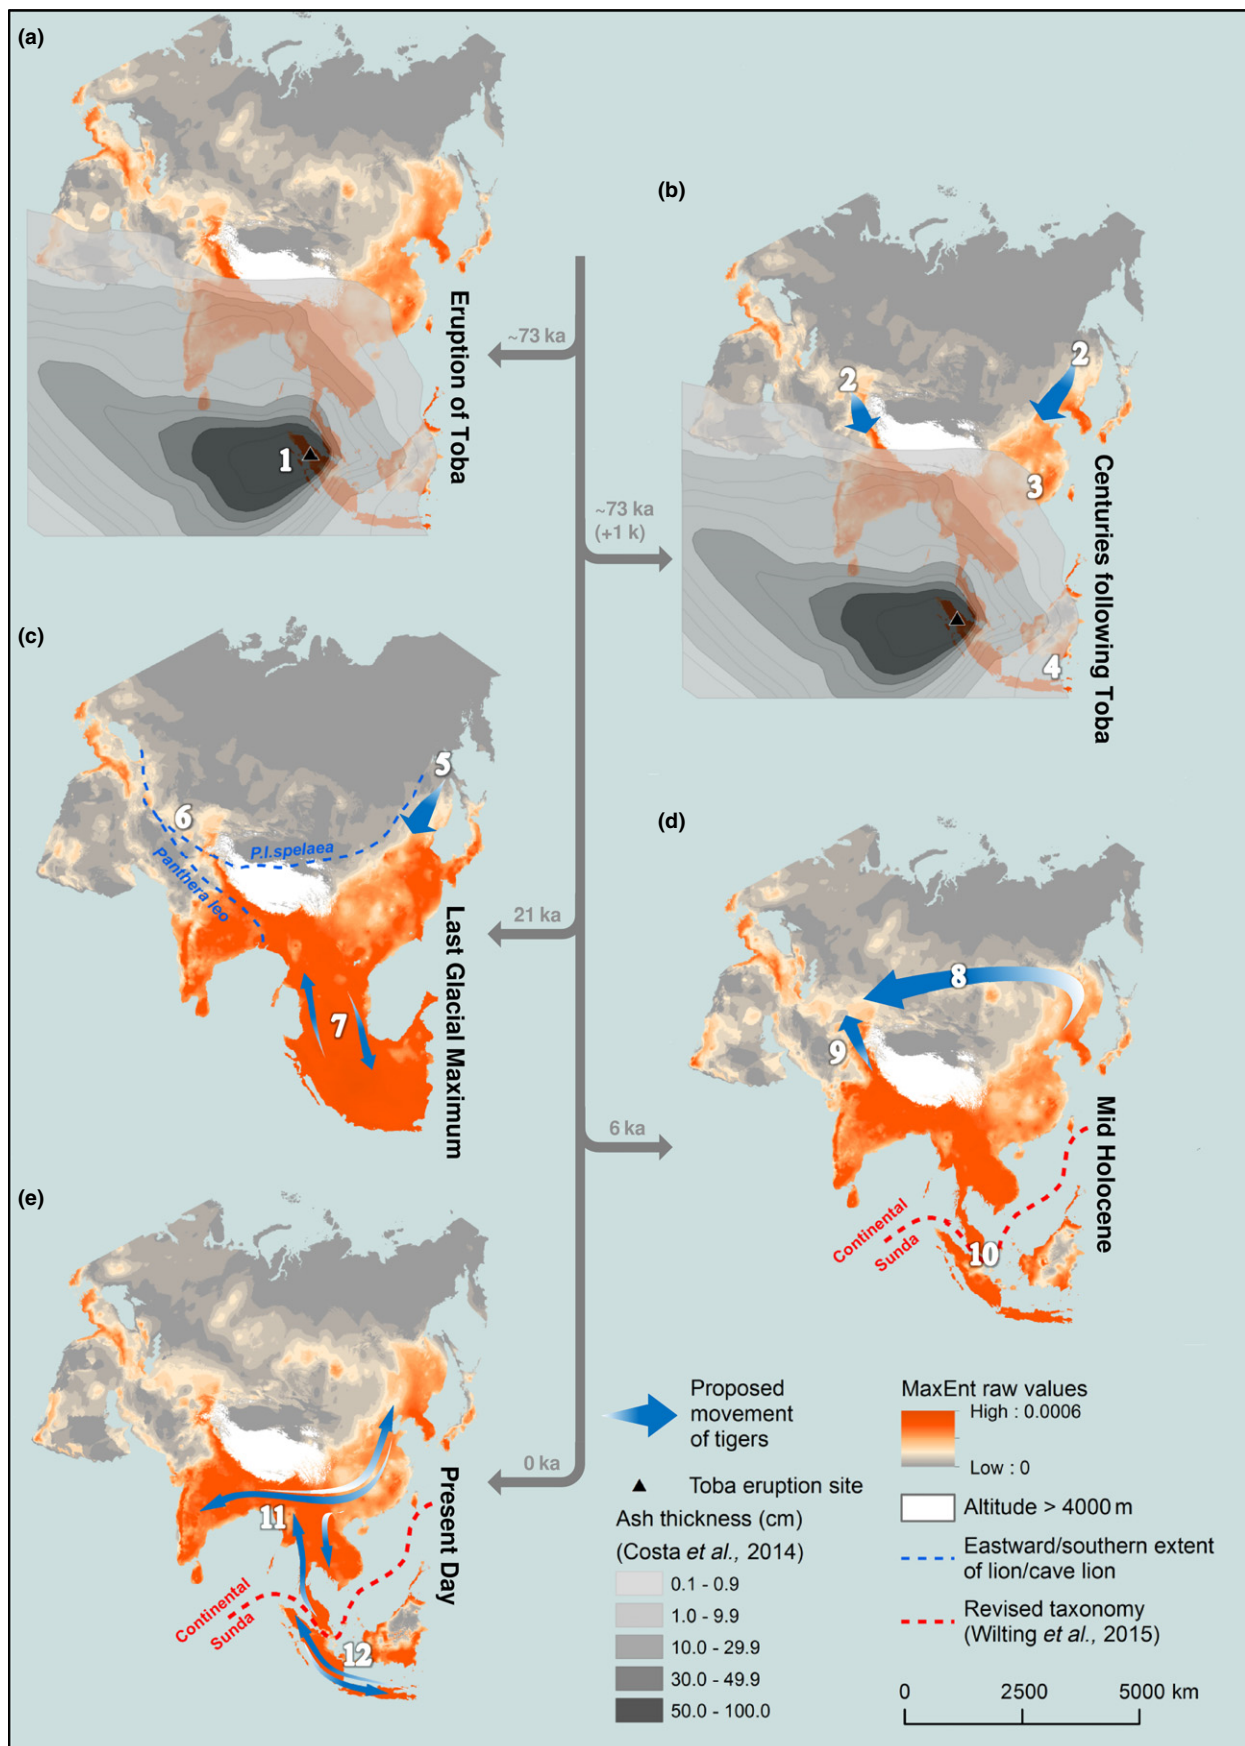 (a)
1
Eruption of Toba
~73 ka
(b)
2
2
3
4
Centuries following Toba
~73 ka
(+1 k)
(c)
5
6
P.l.spelaea
Panthera leo
7
Last Glacial Maximum
21 ka
(d)
8
9
10
Continental
Sunda
Mid Holocene
6 ka
(e)
11
12
Continental
Sunda
Present Day
0 ka
Proposed
movement
of tigers
Toba eruption site
Ash thickness (cm)
(Costa et al., 2014)
0.1 - 0.9
1.0 - 9.9
10.0 - 29.9
30.0 - 49.9
50.0 - 100.0
MaxEnt raw values
High : 0.0006
Low : 0
Altitude > 4000 m
Eastward/southern extent
of lion/cave lion
Revised taxonomy
(Wilting et al., 2015)
0 2500 5000 km